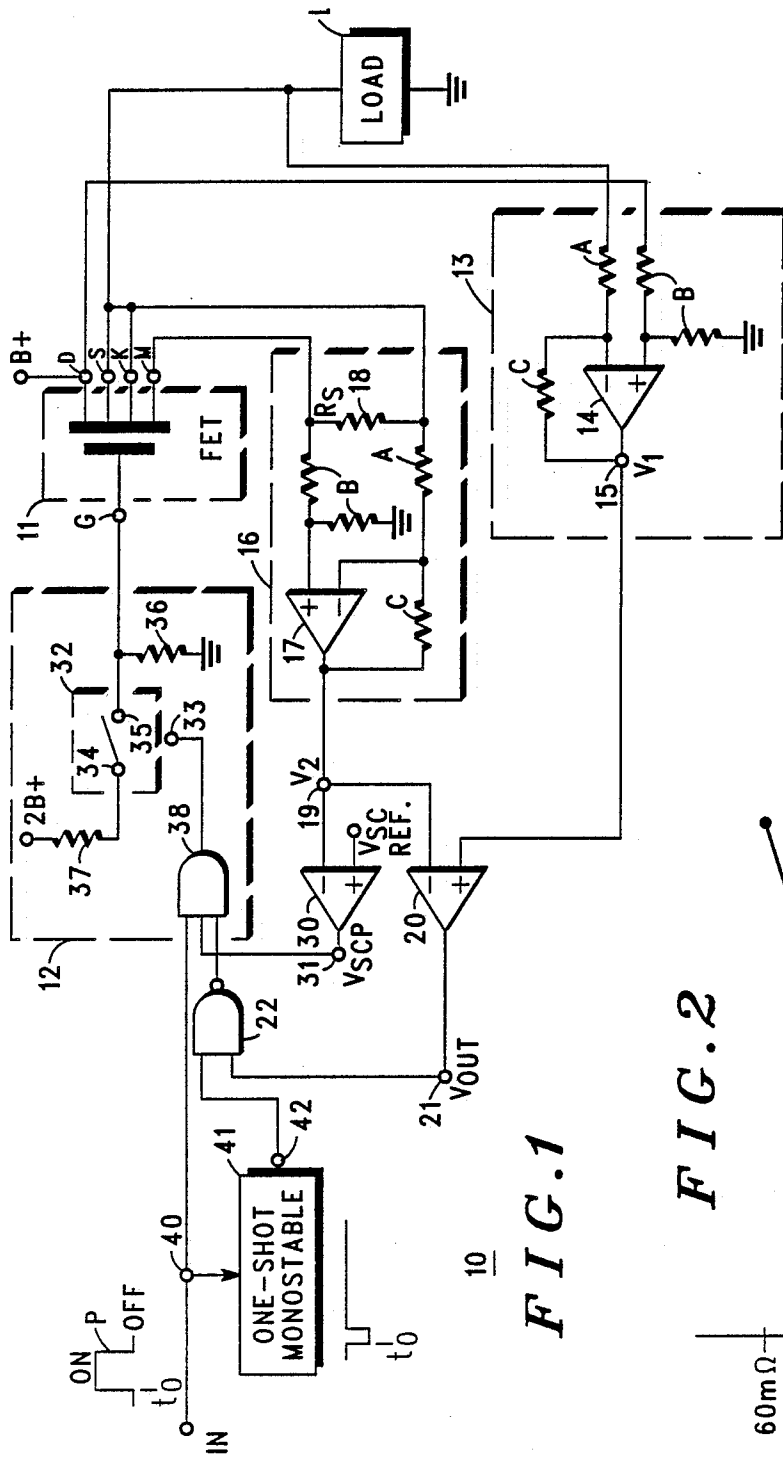 IN
ON
P
OFF
t0
40
41
ONE-SHOT
MONOSTABLE
42
t0
12
2B+
37
34
32
35
33
36
38
22
31
30
VSCP
VSC
REF.
20
21
VOUT
V2
19
11
G
FET
B+
D
S
K
M
16
17
RS
18
B
A
C
LOAD
13
14
15
V1
C
A
B
B
10
FIG.1
FIG.2
60mΩ